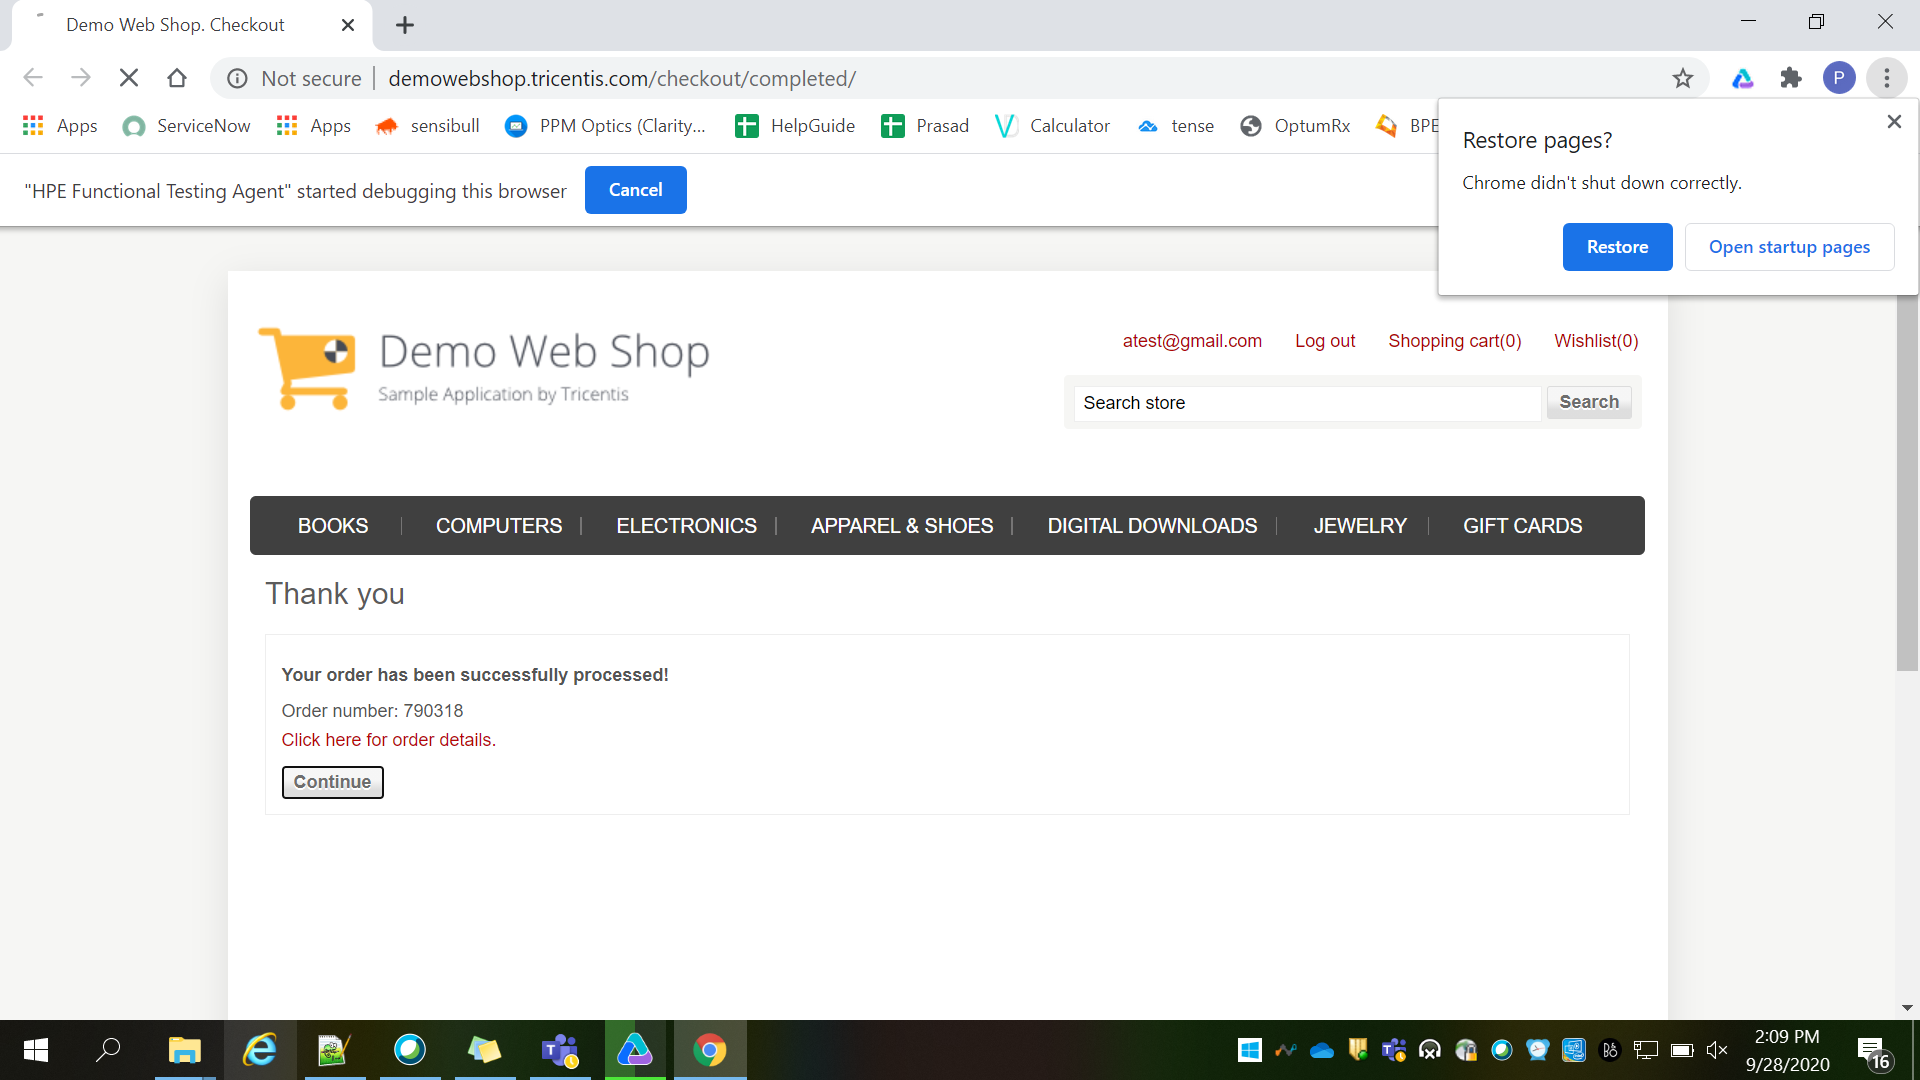 Demo Web Shop. Checkout
Not secure
demowebshop.tricentis.com/checkout/completed/
P
Apps
ServiceNow
Apps
sensibull
PPM Optics (Clarity...
HelpGuide
Prasad
Calculator
tense
OptumRx
BPE
"HPE Functional Testing Agent" started debugging this browser
Cancel
Restore pages?
Chrome didn't shut down correctly.
Restore
Open startup pages
Demo Web Shop
Sample Application by Tricentis
atest@gmail.com
Log out
Shopping cart(0)
Wishlist(0)
Search store
Search
BOOKS
COMPUTERS
ELECTRONICS
APPAREL & SHOES
DIGITAL DOWNLOADS
JEWELRY
GIFT CARDS
Thank you
Your order has been successfully processed!
Order number: 790318
Click here for order details.
Continue
2:09 PM
9/28/2020
16